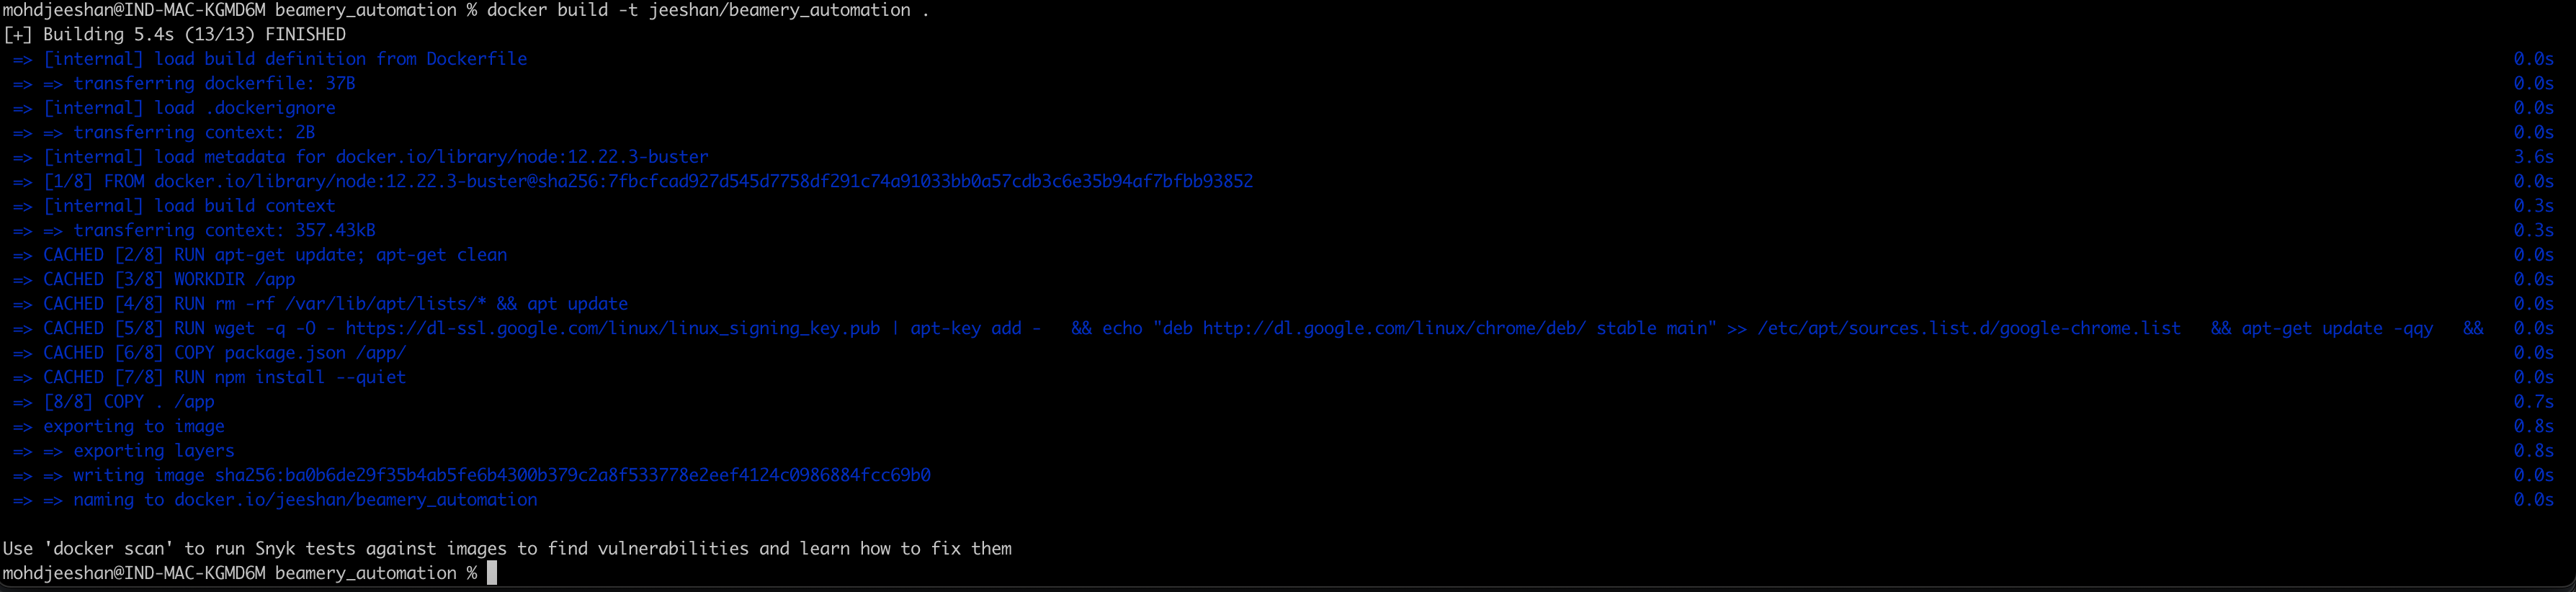 mohdjeeshan@IND-MAC-KGMD6M beamery_automation % docker build -t jeeshan/beamery_automation .
[+] Building 5.4s (13/13) FINISHED
=> [internal] load build definition from Dockerfile 0.0s
=> => transferring dockerfile: 37B 0.0s
=> [internal] load .dockerignore 0.0s
=> => transferring context: 2B 0.0s
=> [internal] load metadata for docker.io/library/node:12.22.3-buster 3.6s
=> [1/8] FROM docker.io/library/node:12.22.3-buster@sha256:7fbcfcad927d545d7758df291c74a91033bb0a57cdb3c6e35b94af7bfbb93852 0.0s
=> [internal] load build context 0.3s
=> => transferring context: 357.43kB 0.3s
=> CACHED [2/8] RUN apt-get update; apt-get clean 0.0s
=> CACHED [3/8] WORKDIR /app 0.0s
=> CACHED [4/8] RUN rm -rf /var/lib/apt/lists/* && apt update 0.0s
=> CACHED [5/8] RUN wget -q -O - https://dl-ssl.google.com/linux/linux_signing_key.pub | apt-key add -   && echo "deb http://dl.google.com/linux/chrome/deb/ stable main" >> /etc/apt/sources.list.d/google-chrome.list   && apt-get update -qqy   && 0.0s
=> CACHED [6/8] COPY package.json /app/ 0.0s
=> CACHED [7/8] RUN npm install --quiet 0.0s
=> [8/8] COPY . /app 0.7s
=> exporting to image 0.8s
=> => exporting layers 0.8s
=> => writing image sha256:ba0b6de29f35b4ab5fe6b4300b379c2a8f533778e2eef4124c0986884fcc69b0 0.0s
=> => naming to docker.io/jeeshan/beamery_automation 0.0s
Use 'docker scan' to run Snyk tests against images to find vulnerabilities and learn how to fix them
mohdjeeshan@IND-MAC-KGMD6M beamery_automation %